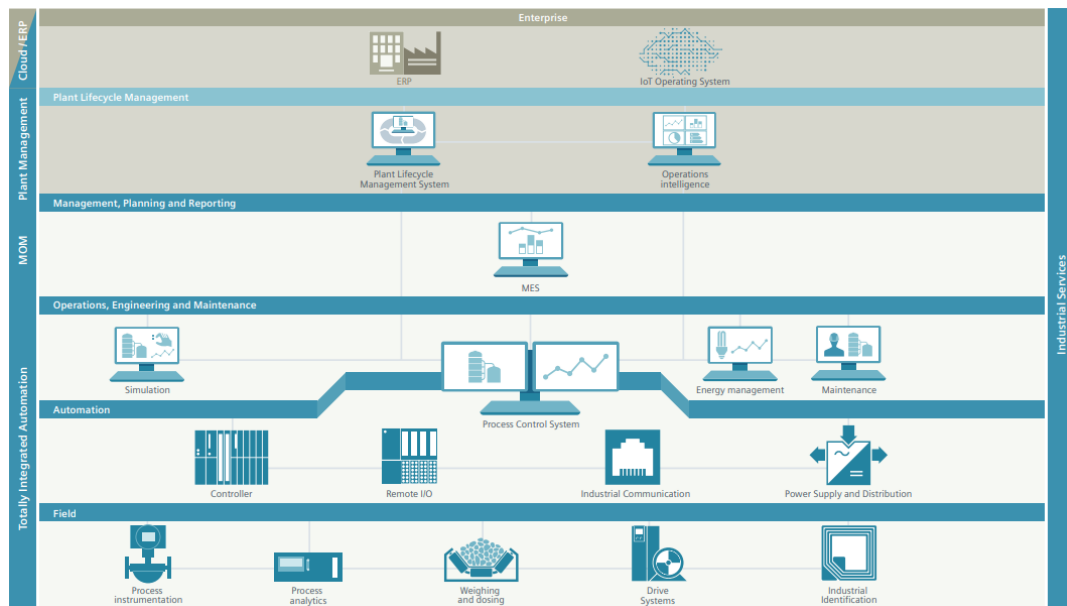 Enterprise
Cloud / ERP
ERP
IoT Operating System
Plant Management
Plant Lifecycle Management
Plant Lifecycle
Management System
Operations
intelligence
MOM
Management, Planning and Reporting
MES
Industrial Services
Totally Integrated Automation
Operations, Engineering and Maintenance
Simulation
Process Control System
Energy management
Maintenance
Automation
Controller
Remote I/O
Industrial Communication
Power Supply and Distribution
Field
Process
instrumentation
Process
analytics
Weighing
and dosing
Drive
Systems
Industrial
Identification